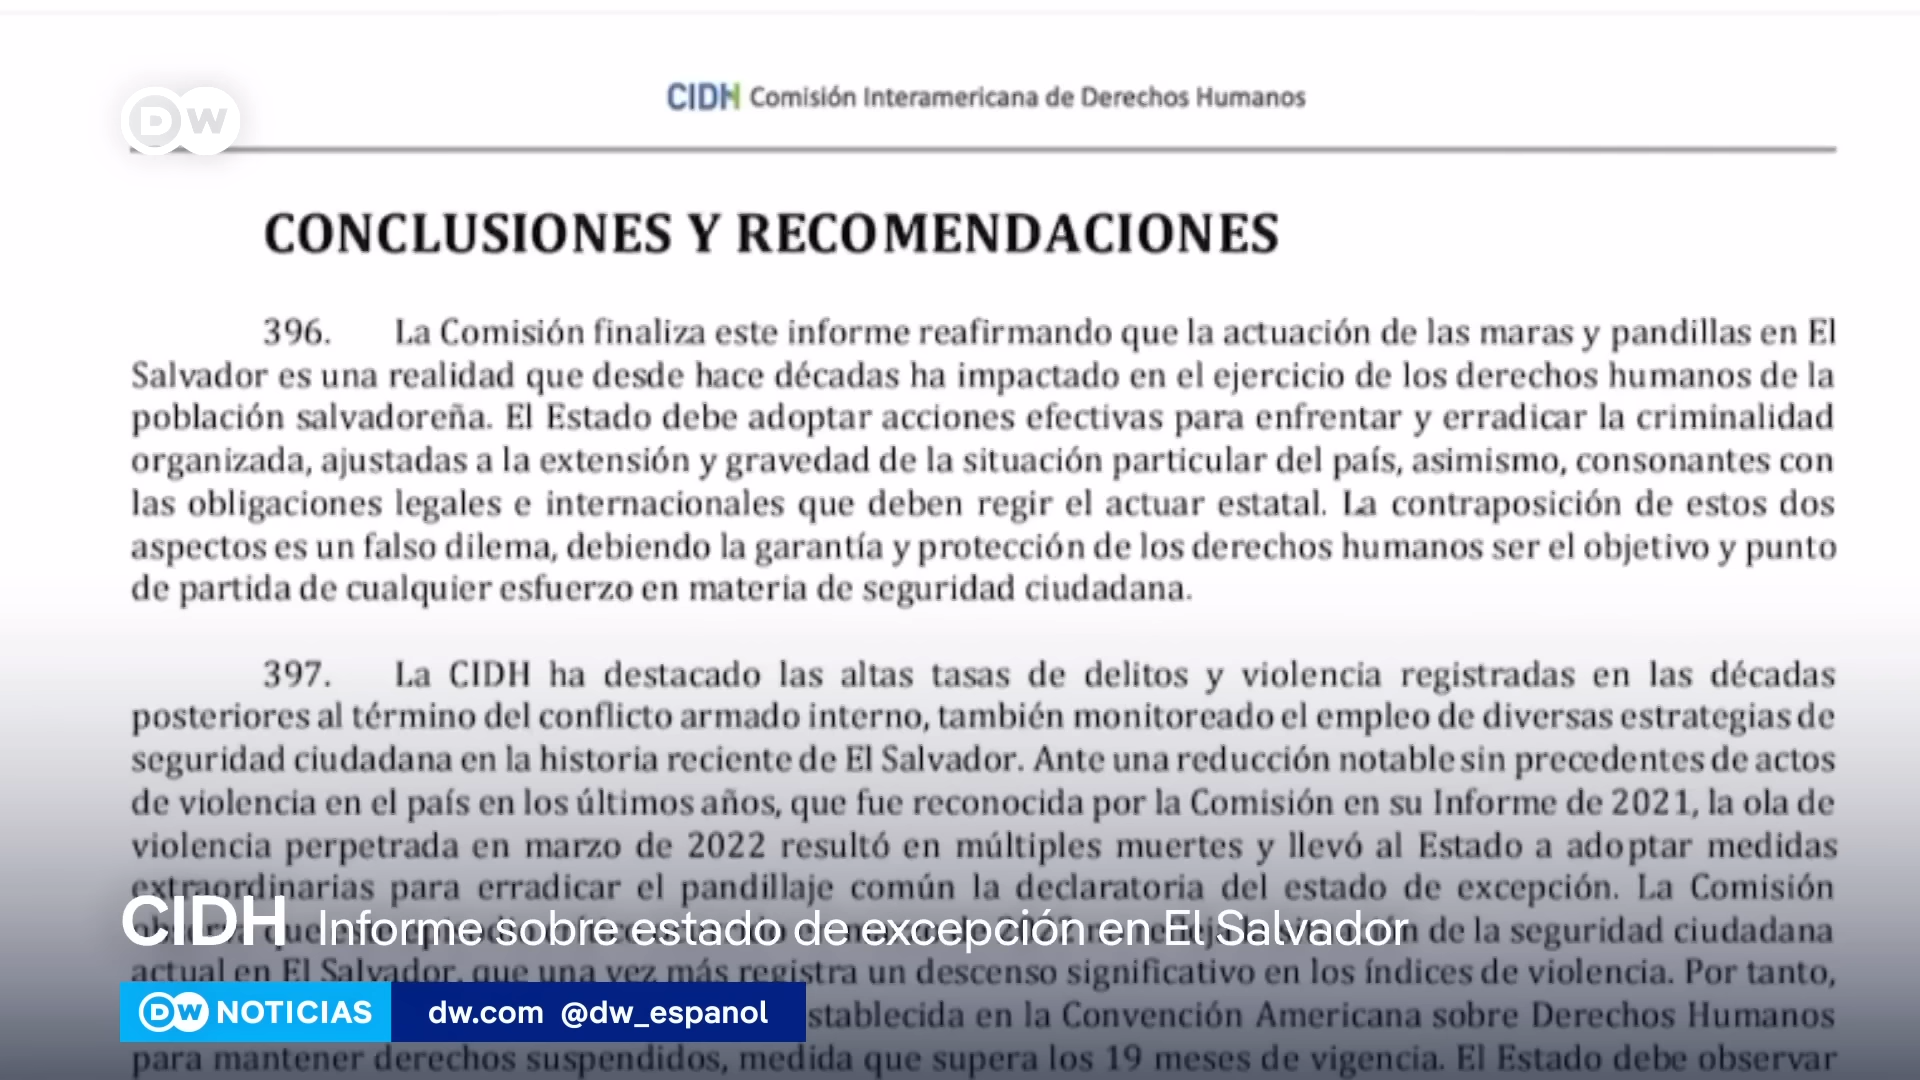 DW
CIDH Comisión Interamericana de Derechos Humanos
CONCLUSIONES Y RECOMENDACIONES
396. La Comisión finaliza este informe reafirmando que la actuación de las maras y pandillas en El
Salvador es una realidad que desde hace décadas ha impactado en el ejercicio de los derechos humanos de la
población salvadoreña. El Estado debe adoptar acciones efectivas para enfrentar y erradicar la criminalidad
organizada, ajustadas a la extensión y gravedad de la situación particular del país, asimismo, consonantes con
las obligaciones legales e internacionales que deben regir el actuar estatal. La contraposición de estos dos
aspectos es un falso dilema, debiendo la garantía y protección de los derechos humanos ser el objetivo y punto
de partida de cualquier esfuerzo en materia de seguridad ciudadana.
397. La CIDH ha destacado las altas tasas de delitos y violencia registradas en las décadas
posteriores al término del conflicto armado interno, también monitoreado el empleo de diversas estrategias de
seguridad ciudadana en la historia reciente de El Salvador. Ante una reducción notable sin precedentes de actos
de violencia en el país en los últimos años, que fue reconocida por la Comisión en su Informe de 2021, la ola de
violencia perpetrada en marzo de 2022 resultó en múltiples muertes y llevó al Estado a adoptar medidas
extraordinarias para erradicar el pandillaje común la declaratoria del estado de excepción. La Comisión
de la seguridad ciudadana
CIDH Informe sobre estado de excepción en El Salvador
actual en El Salvador, que una vez más registra un descenso significativo en los índices de violencia. Por tanto,
stablecida en la Convención Americana sobre Derechos Humanos
DW NOTICIAS dw.com @dw_espanol
para mantener derechos suspendidos, medida que supera los 19 meses de vigencia. El Estado debe observar